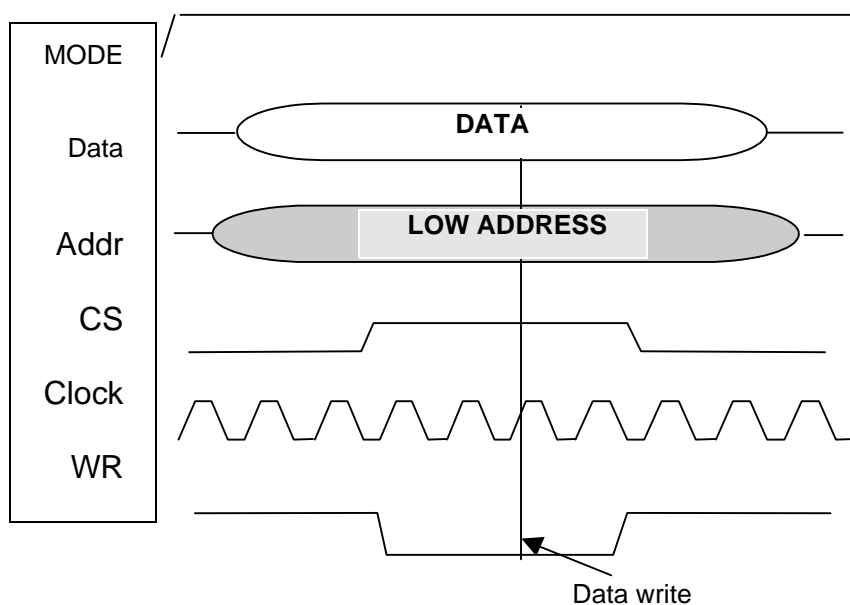 MODE
DATA
Data
LOW ADDRESS
Addr
CS
Clock
WR
Data write